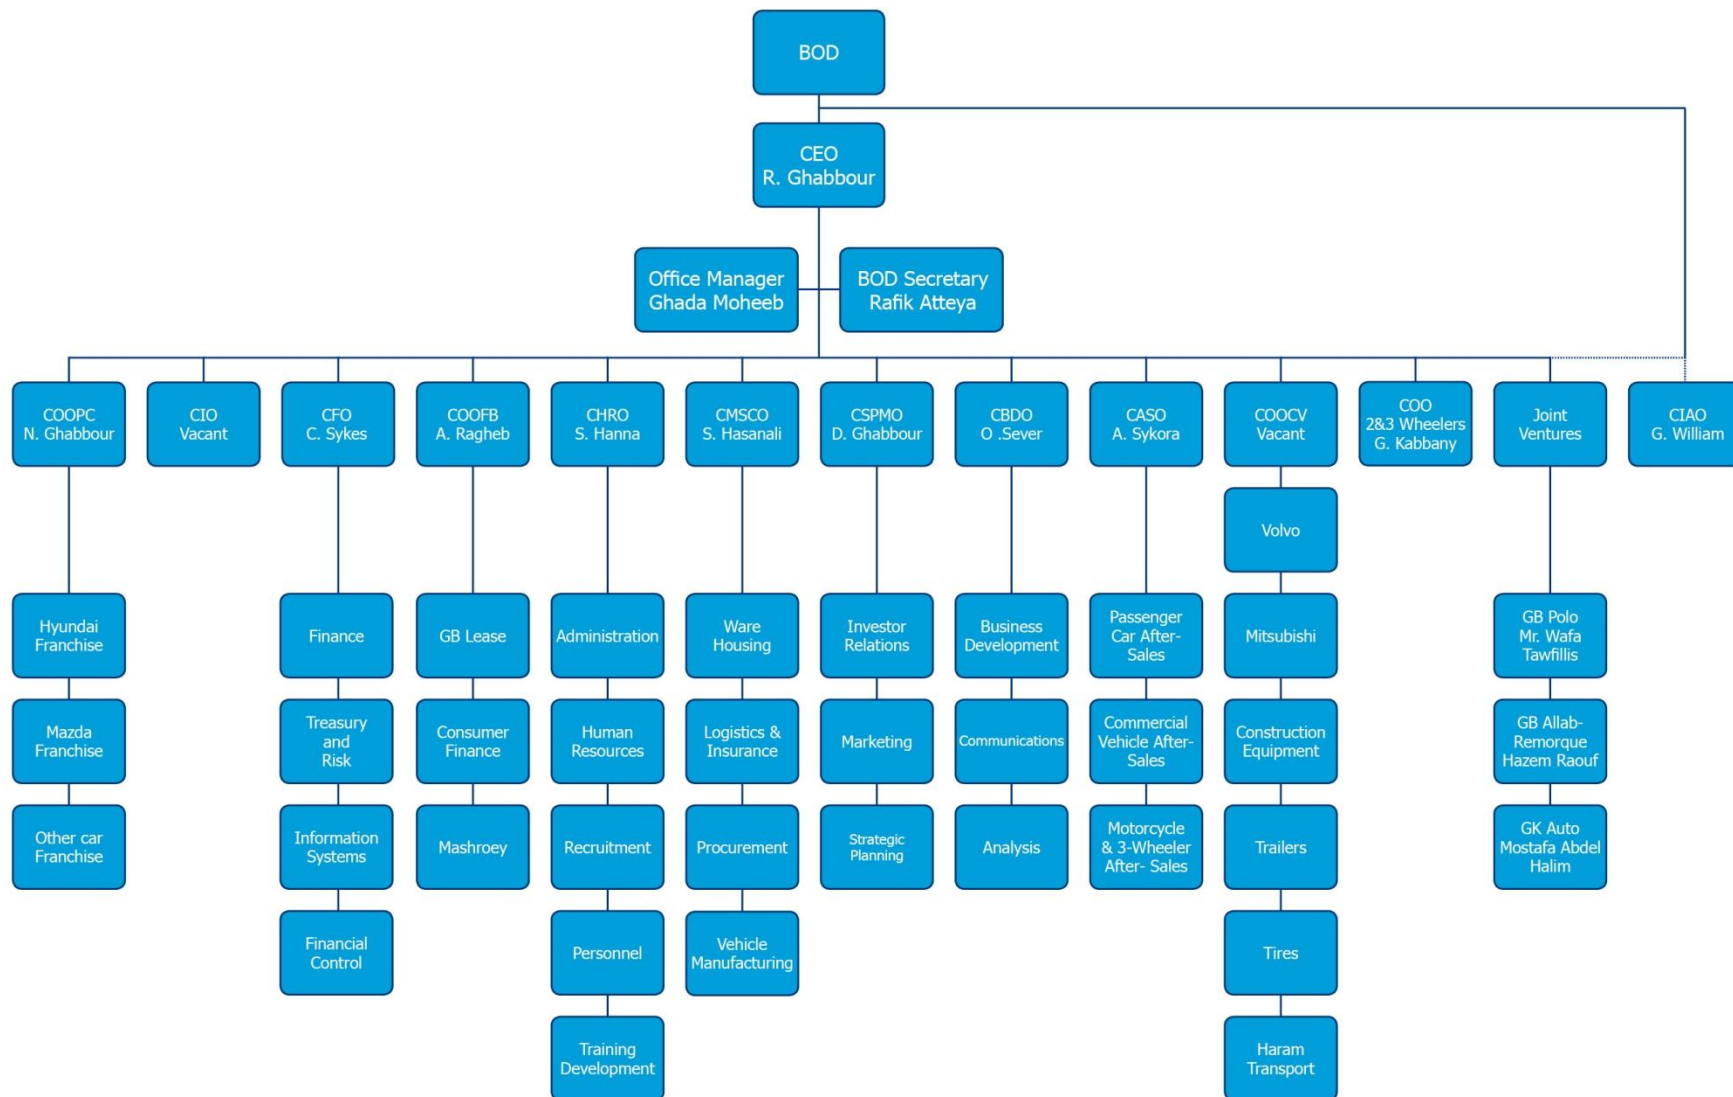 BOD
CEO
R. Ghabbour
Office Manager
Ghada Moheeb
BOD Secretary
Rafik Atteya
COOPC
N. Ghabbour
CIO
Vacant
CFO
C. Sykes
COOFB
A. Ragheb
CHRO
S. Hanna
CMSCO
S. Hasanali
CSPMO
D. Ghabbour
CBDO
O .Sever
CASO
A. Sykora
COOCV
Vacant
COO
2&3 Wheelers
G. Kabbany
Joint
Ventures
CIAO
G. William
Volvo
Hyundai
Franchise
Finance
GB Lease
Administration
Ware
Housing
Investor
Relations
Business
Development
Passenger
Car After-
Sales
Mitsubishi
GB Polo
Mr. Wafa
Tawfillis
Mazda
Franchise
Treasury
and
Risk
Consumer
Finance
Human
Resources
Logistics &
Insurance
Marketing
Communications
Commercial
Vehicle After-
Sales
Construction
Equipment
GB Allab-
Remorque
Hazem Raouf
Other car
Franchise
Information
Systems
Mashroey
Recruitment
Procurement
Strategic
Planning
Analysis
Motorcycle
& 3-Wheeler
After- Sales
Trailers
GK Auto
Mostafa Abdel
Halim
Financial
Control
Personnel
Vehicle
Manufacturing
Tires
Training
Development
Haram
Transport